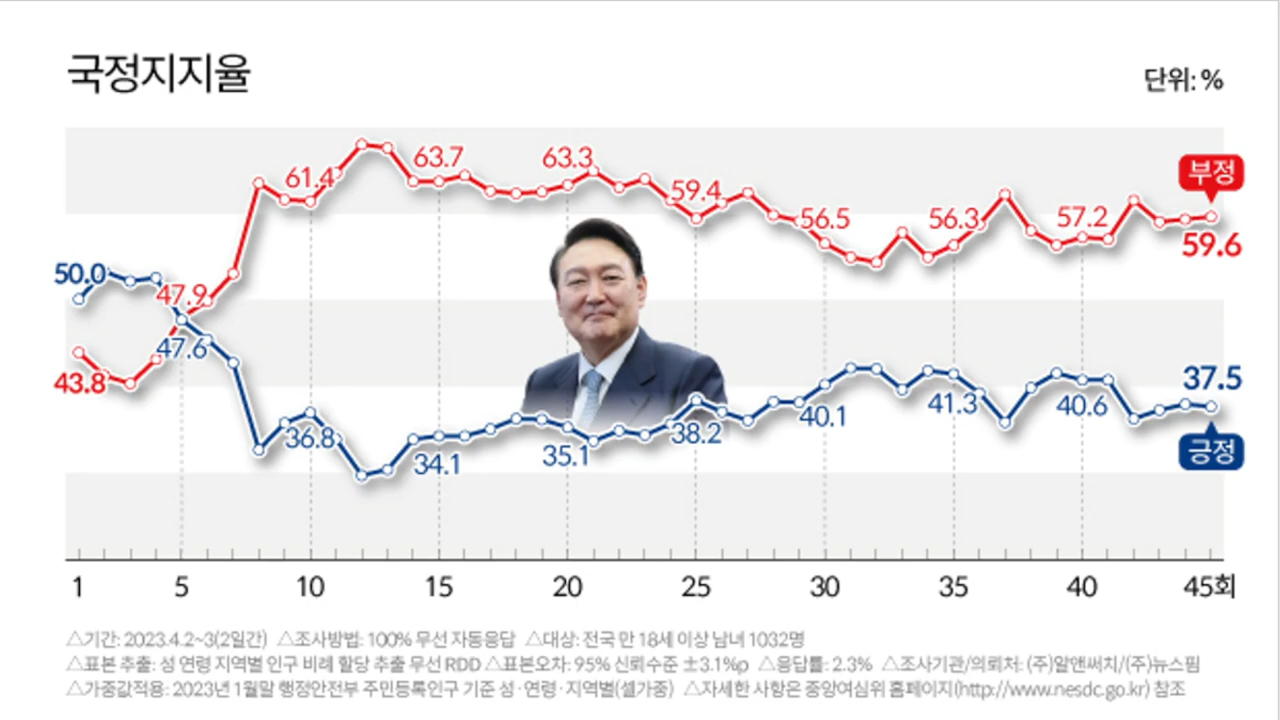 국정지지율
단위: %
61.4
63.7
63.3
59.4
56.5
56.3
57.2
부정
59.6
50.0
47.9
47.6
43.8
36.8
34.1
35.1
38.2
40.1
41.3
40.6
37.5
긍정
1 5 10 15 20 25 30 35 40 45회
△기간: 2023.4.2~3(2일간) △조사방법: 100% 무선 자동응답 △대상: 전국 만 18세 이상 남녀 1032명
△표본 추출: 성 연령 지역별 인구 비례 할당 추출 무선 RDD △표본오차: 95% 신뢰수준 ±3.1%p △응답률: 2.3% △조사기관/의뢰처: (주)알앤써치/(주)뉴스핌
△가중값적용: 2023년 1월말 행정안전부 주민등록인구 기준 성·연령·지역별(셀가중) △자세한 사항은 중앙여심위 홈페이지(http://www.nesdc.go.kr) 참조